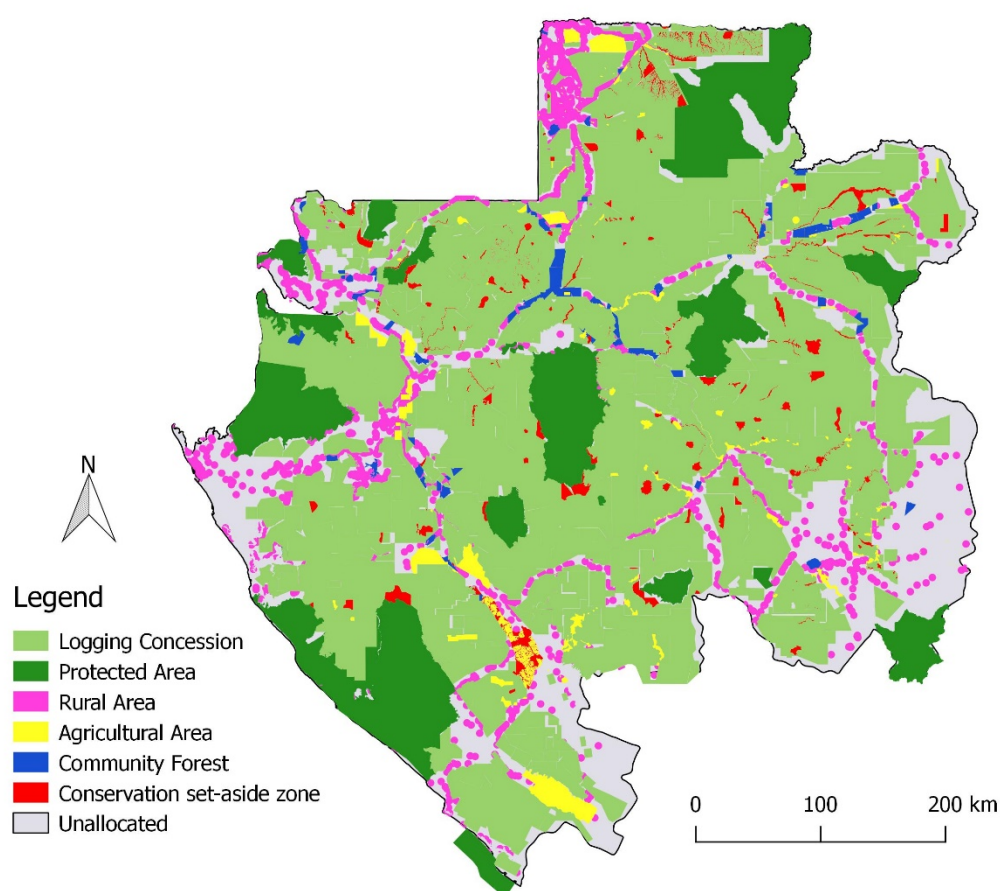 N
Legend
Logging Concession
Protected Area
Rural Area
Agricultural Area
Community Forest
Conservation set-aside zone
Unallocated
0 100 200 km